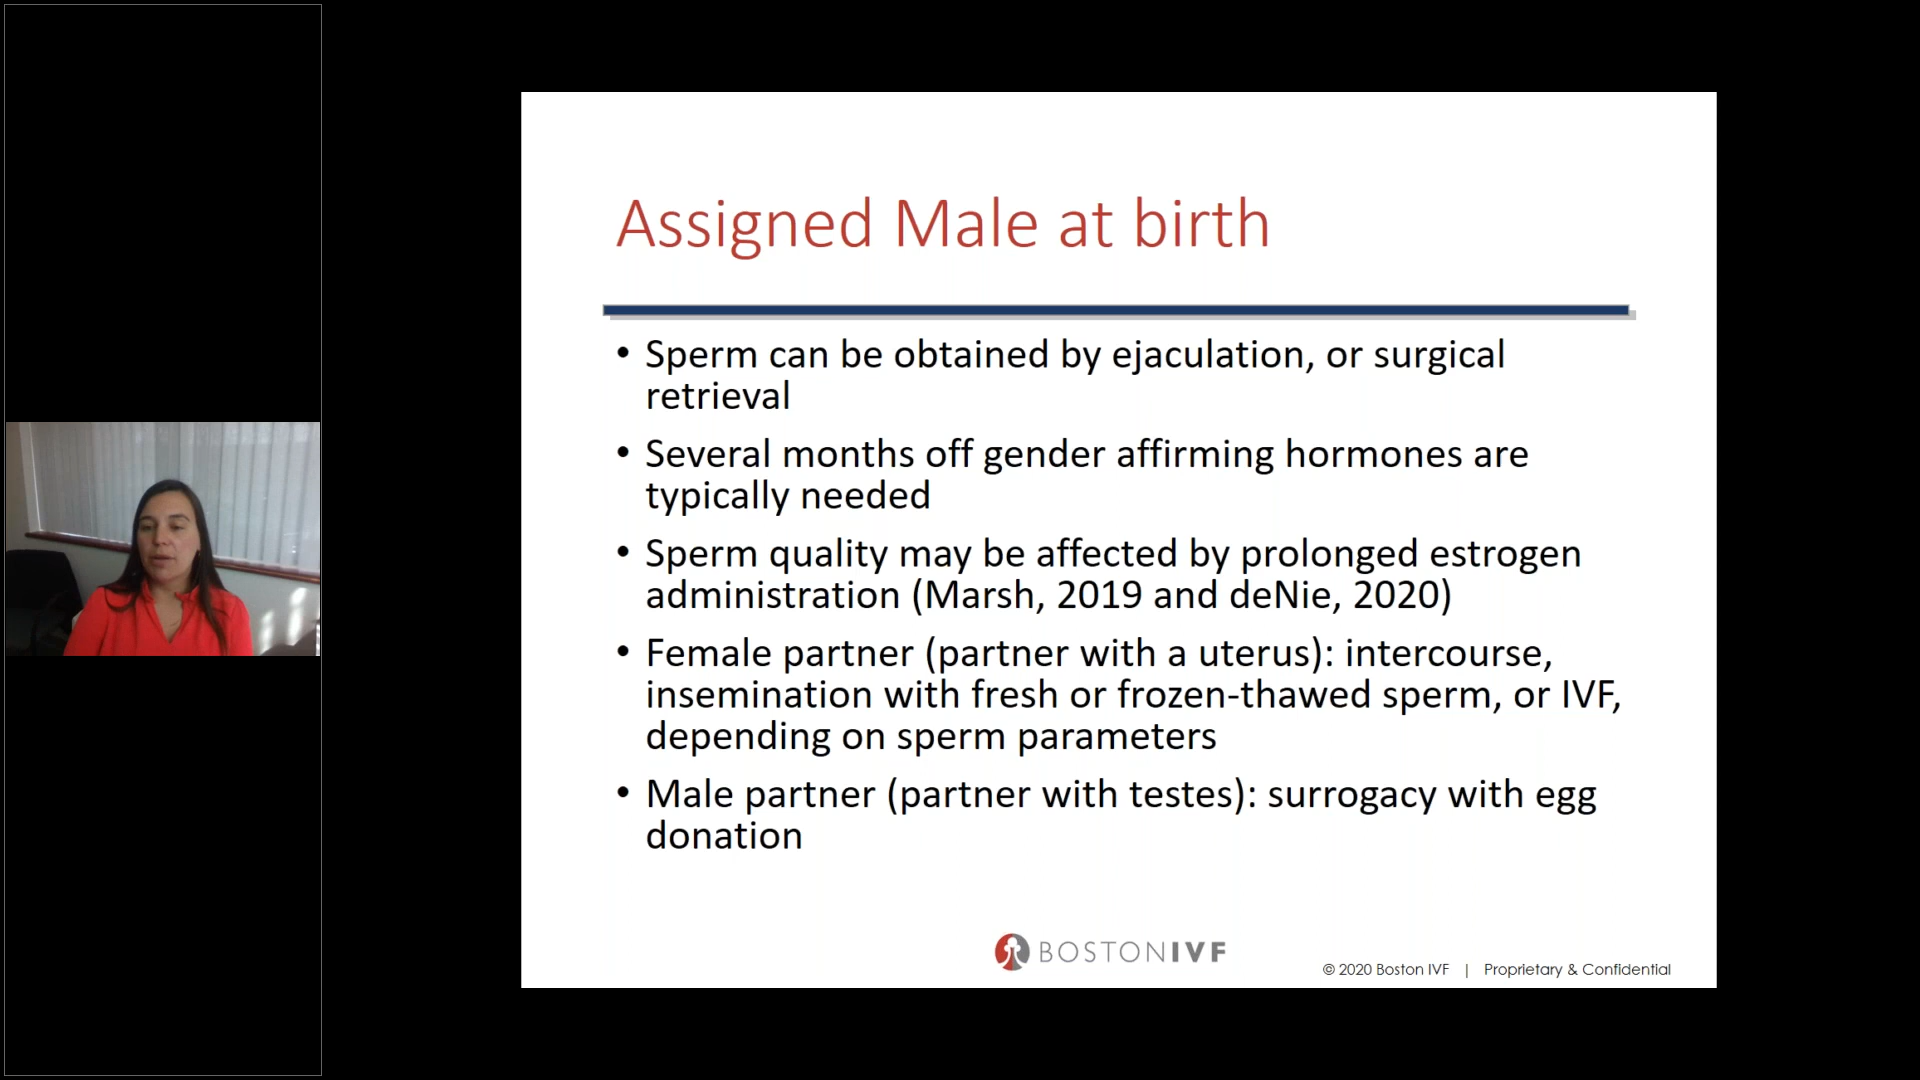 Assigned Male at birth
• Sperm can be obtained by ejaculation, or surgical
retrieval
• Several months off gender affirming hormones are
typically needed
• Sperm quality may be affected by prolonged estrogen
administration (Marsh, 2019 and deNie, 2020)
• Female partner (partner with a uterus): intercourse,
insemination with fresh or frozen-thawed sperm, or IVF,
depending on sperm parameters
• Male partner (partner with testes): surrogacy with egg
donation
BOSTONIVF
© 2020 Boston IVF | Proprietary & Confidential